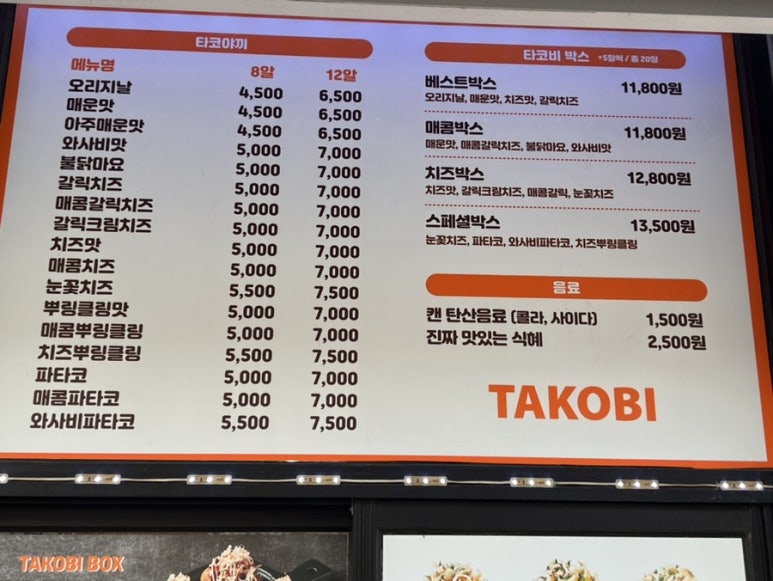 타코야끼
메뉴명 8알 12알
오리지날 4,500 6,500
매운맛 4,500 6,500
아주매운맛 4,500 6,500
와사비맛 5,000 7,000
불닭마요 5,000 7,000
갈릭치즈 5,000 7,000
매콤갈릭치즈 5,000 7,000
갈릭크림치즈 5,000 7,000
치즈맛 5,000 7,000
매콤치즈 5,000 7,000
눈꽃치즈 5,500 7,500
뿌링클링맛 5,000 7,000
매콤뿌링클링 5,000 7,000
치즈뿌링클링 5,500 7,500
파타코 5,000 7,000
매콤파타코 5,000 7,000
와사비파타코 5,500 7,500
타코비 박스 *5알씩 / 총 20알
베스트박스 11,800원
오리지날, 매운맛, 치즈맛, 갈릭치즈
매콤박스 11,800원
매운맛, 매콤갈릭치즈, 불닭마요, 와사비맛
치즈박스 12,800원
치즈맛, 갈릭크림치즈, 매콤갈릭, 눈꽃치즈
스페셜박스 13,500원
눈꽃치즈, 파타코, 와사비파타코, 치즈뿌링클링
음료
캔 탄산음료 (콜라, 사이다) 1,500원
진짜 맛있는 식혜 2,500원
TAKOBI
TAKOBI BOX